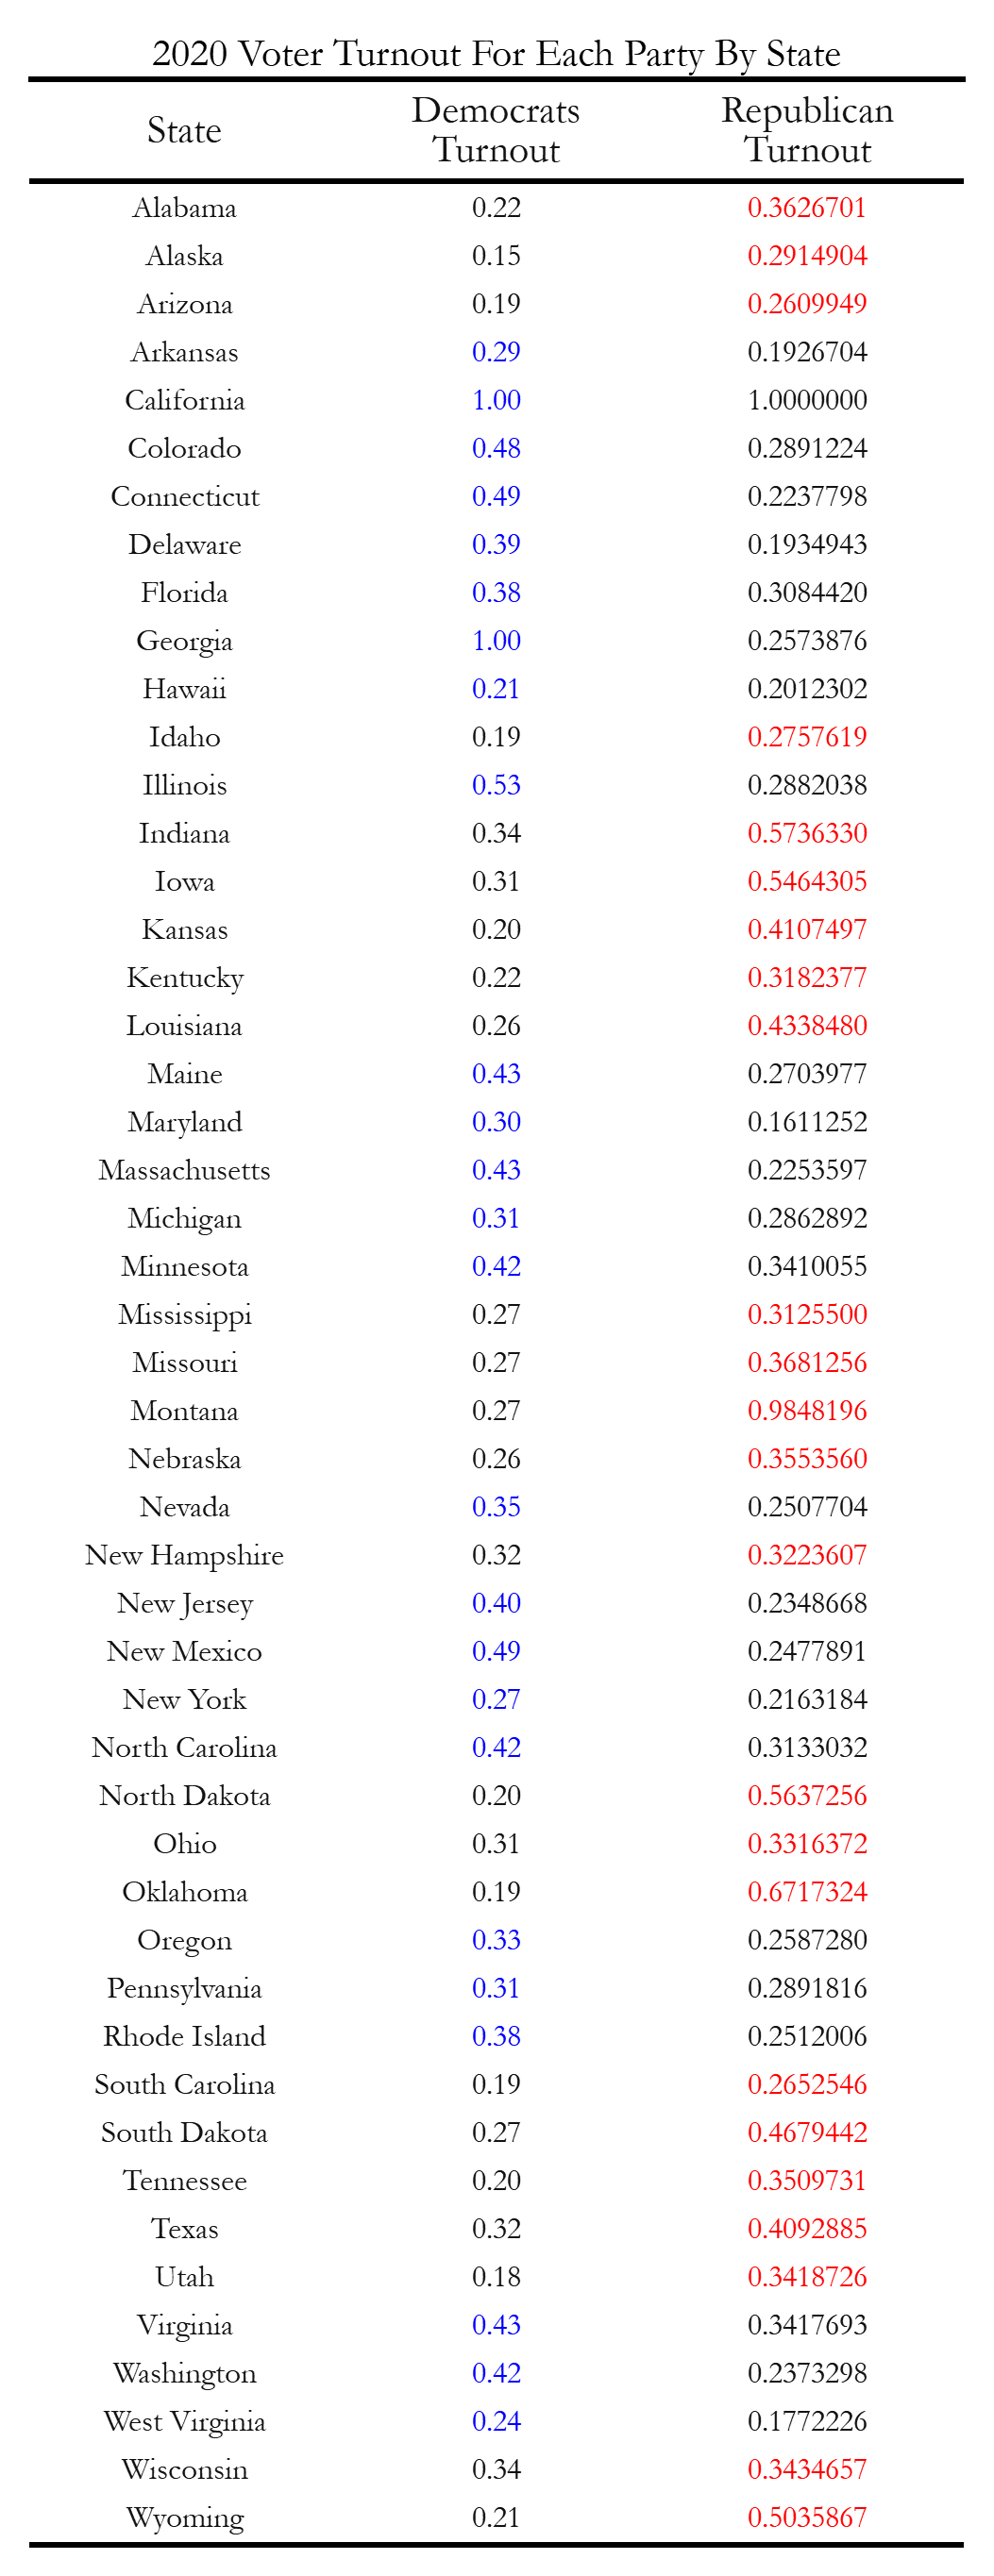 2020 Voter Turnout For Each Party By State
State Democrats Turnout Republican Turnout
Alabama 0.22 0.3626701
Alaska 0.15 0.2914904
Arizona 0.19 0.2609949
Arkansas 0.29 0.1926704
California 1.00 1.0000000
Colorado 0.48 0.2891224
Connecticut 0.49 0.2237798
Delaware 0.39 0.1934943
Florida 0.38 0.3084420
Georgia 1.00 0.2573876
Hawaii 0.21 0.2012302
Idaho 0.19 0.2757619
Illinois 0.53 0.2882038
Indiana 0.34 0.5736330
Iowa 0.31 0.5464305
Kansas 0.20 0.4107497
Kentucky 0.22 0.3182377
Louisiana 0.26 0.4338480
Maine 0.43 0.2703977
Maryland 0.30 0.1611252
Massachusetts 0.43 0.2253597
Michigan 0.31 0.2862892
Minnesota 0.42 0.3410055
Mississippi 0.27 0.3125500
Missouri 0.27 0.3681256
Montana 0.27 0.9848196
Nebraska 0.26 0.3553560
Nevada 0.35 0.2507704
New Hampshire 0.32 0.3223607
New Jersey 0.40 0.2348668
New Mexico 0.49 0.2477891
New York 0.27 0.2163184
North Carolina 0.42 0.3133032
North Dakota 0.20 0.5637256
Ohio 0.31 0.3316372
Oklahoma 0.19 0.6717324
Oregon 0.33 0.2587280
Pennsylvania 0.31 0.2891816
Rhode Island 0.38 0.2512006
South Carolina 0.19 0.2652546
South Dakota 0.27 0.4679442
Tennessee 0.20 0.3509731
Texas 0.32 0.4092885
Utah 0.18 0.3418726
Virginia 0.43 0.3417693
Washington 0.42 0.2373298
West Virginia 0.24 0.1772226
Wisconsin 0.34 0.3434657
Wyoming 0.21 0.5035867